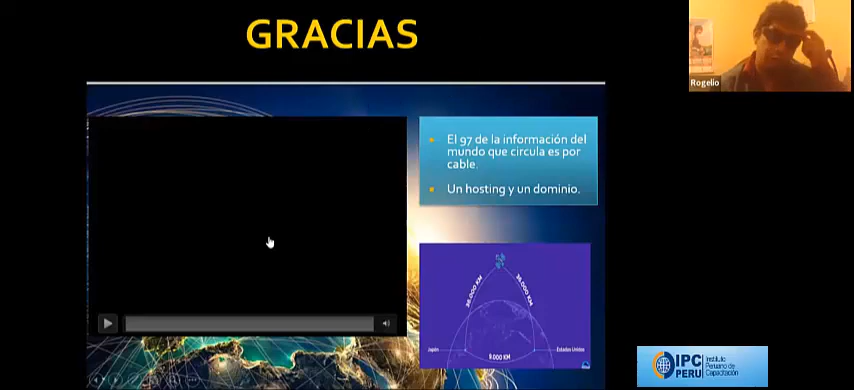 GRACIAS
Rogelio
El 97 de la información del
mundo que circula es por
cable.
Un hosting y un dominio.
36.000 KM
36.000 KM
Japón
9.000 KM
Estados Unidos
IPC
PERU
Instituto
Peruano de
Capacitación